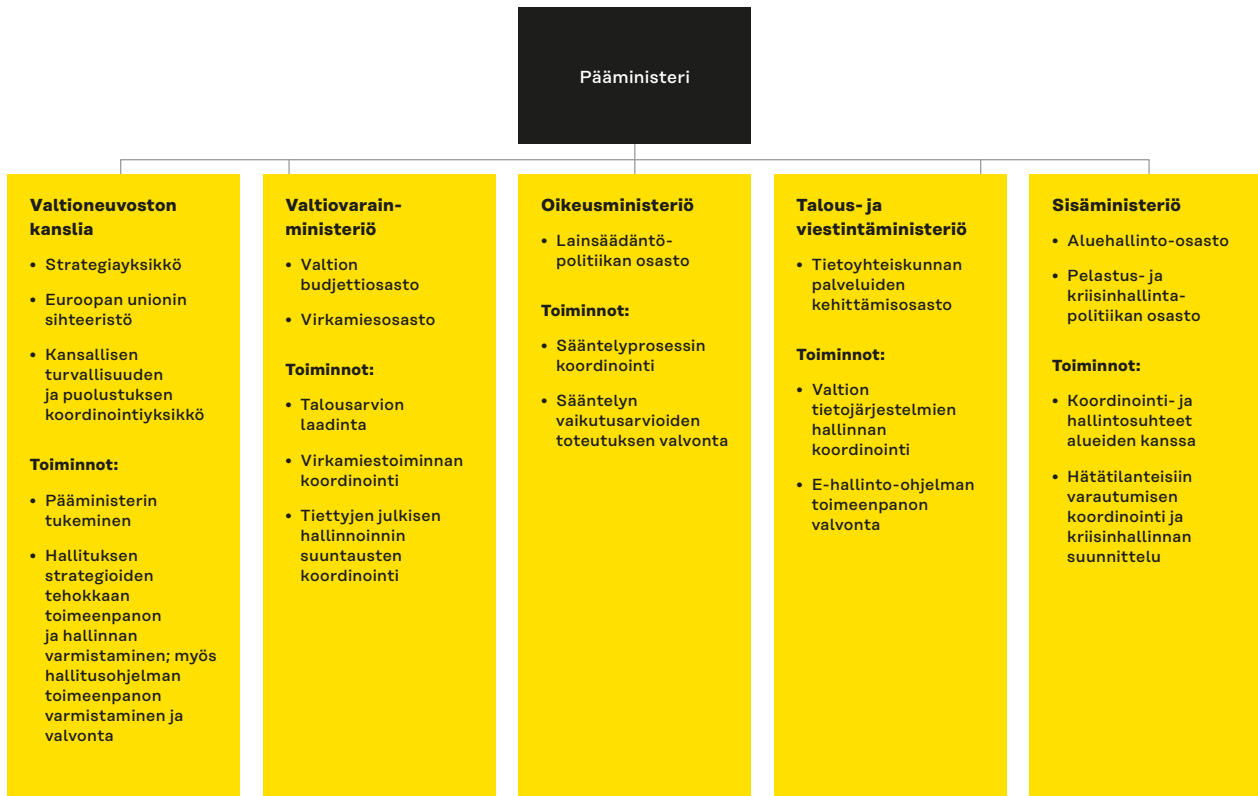 Pääministeri
Valtioneuvoston
kanslia
• Strategiayksikkö
• Euroopan unionin
sihteeristö
• Kansallisen
turvallisuuden
ja puolustuksen
koordinointiyksikkö
Toiminnot:
• Pääministerin
tukeminen
• Hallituksen
strategioiden
tehokkaan
toimeenpanon
ja hallinnan
varmistaminen; myös
hallitusohjelman
toimeenpanon
varmistaminen ja
valvonta
Valtiovarain-
ministeriö
• Valtion
budjettiosasto
• Virkamiesosasto
Toiminnot:
• Talousarvion
laadinta
• Virkamiestoiminnan
koordinointi
• Tiettyjen julkisen
hallinnoinnin
suuntausten
koordinointi
Oikeusministeriö
• Lainsäädäntö-
politiikan osasto
Toiminnot:
• Sääntelyprosessin
koordinointi
• Sääntelyn
vaikutusarvioiden
toteutuksen valvonta
Talous- ja
viestintäministeriö
• Tietoyhteiskunnan
palveluiden
kehittämisosasto
Toiminnot:
• Valtion
tietojärjestelmien
hallinnan
koordinointi
• E-hallinto-ohjelman
toimeenpanon
valvonta
Sisäministeriö
• Aluehallinto-osasto
• Pelastus- ja
kriisinhallinta-
politiikan osasto
Toiminnot:
• Koordinointi- ja
hallintosuhteet
alueiden kanssa
• Hätätilanteisiin
varautumisen
koordinointi ja
kriisinhallinnan
suunnittelu